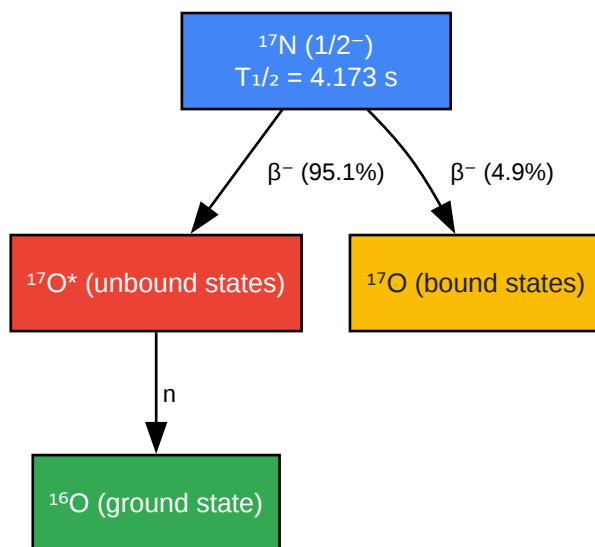 ¹⁷N (1/2⁻)
T₁/₂ = 4.173 s
β⁻ (95.1%)
β⁻ (4.9%)
¹⁷O* (unbound states)
¹⁷O (bound states)
n
¹⁶O (ground state)